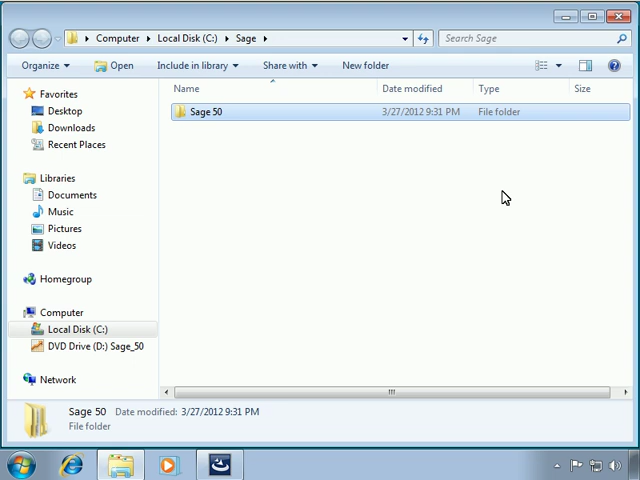 Computer Local Disk (C:) Sage Search Sage
Organize Open Include in library Share with New folder
Name Date modified Type Size
Sage 50 3/27/2012 9:31 PM File folder
Favorites
Desktop
Downloads
Recent Places
Libraries
Documents
Music
Pictures
Videos
Homegroup
Computer
Local Disk (C:)
DVD Drive (D:) Sage_50
Network
Sage 50 Date modified: 3/27/2012 9:31 PM
File folder